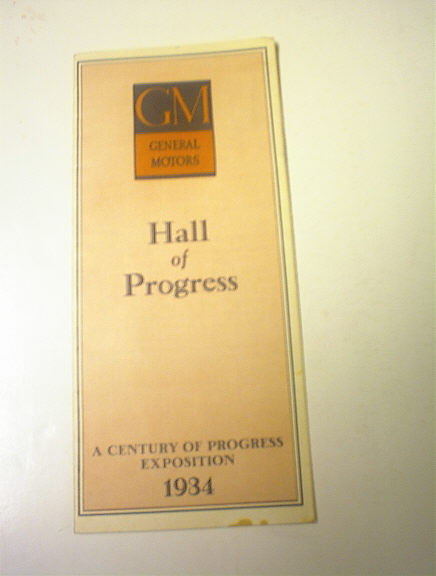 GM
GENERAL
MOTORS
Hall
of
Progress
A CENTURY OF PROGRESS
EXPOSITION
1934